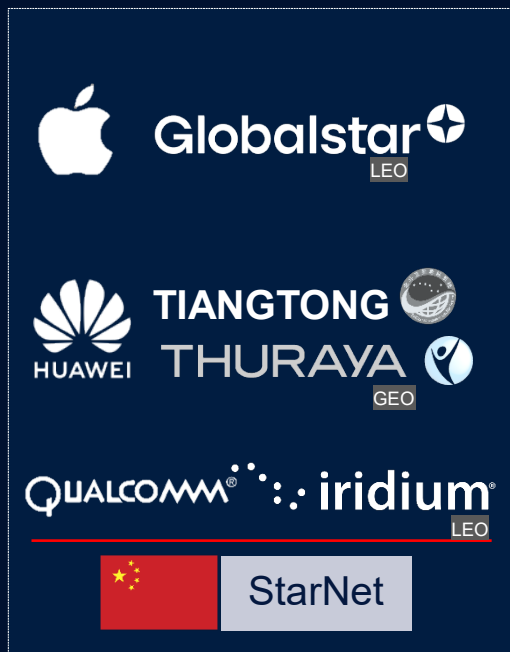 Globalstar
LEO
TIANGTONG
HUAWEI
THURAYA
GEO
QUALCOMM® iridium®
LEO
StarNet